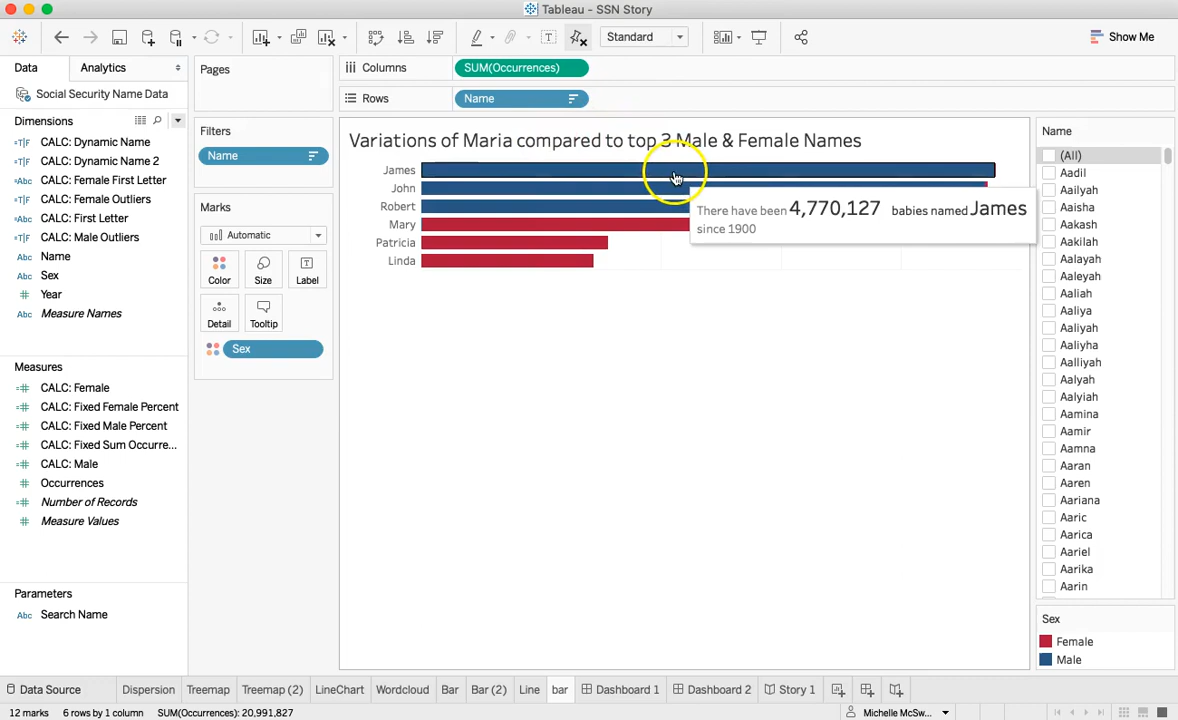 Tableau - SSN Story
Standard
Show Me
Data
Analytics
Social Security Name Data
Dimensions
CALC: Dynamic Name
CALC: Dynamic Name 2
CALC: Female First Letter
CALC: Female Outliers
CALC: First Letter
CALC: Male Outliers
Name
Sex
Year
Measure Names
Measures
CALC: Female
CALC: Fixed Female Percent
CALC: Fixed Male Percent
CALC: Fixed Sum Occurre...
CALC: Male
Occurrences
Number of Records
Measure Values
Parameters
Search Name
Pages
Filters
Name
Marks
Automatic
Color
Size
Label
Detail
Tooltip
Sex
Columns
SUM(Occurrences)
Rows
Name
Variations of Maria compared to top 3 Male & Female Names
James
John
Robert
Mary
Patricia
Linda
There have been 4,770,127 babies named James
since 1900
Name
(All)
Aadil
Aailyah
Aaisha
Aakash
Aakilah
Aalayah
Aaleyah
Aaliah
Aaliya
Aaliyah
Aaliyha
Aalliyah
Aalyah
Aalyiah
Aamina
Aamir
Aamna
Aaran
Aaren
Aariana
Aaric
Aarica
Aariel
Aarika
Aarin
Sex
Female
Male
Data Source
Dispersion
Treemap
Treemap (2)
LineChart
Wordcloud
Bar
Bar (2)
Line
bar
Dashboard 1
Dashboard 2
Story 1
12 marks
6 rows by 1 column
SUM(Occurrences): 20,991,827
Michelle McSw...